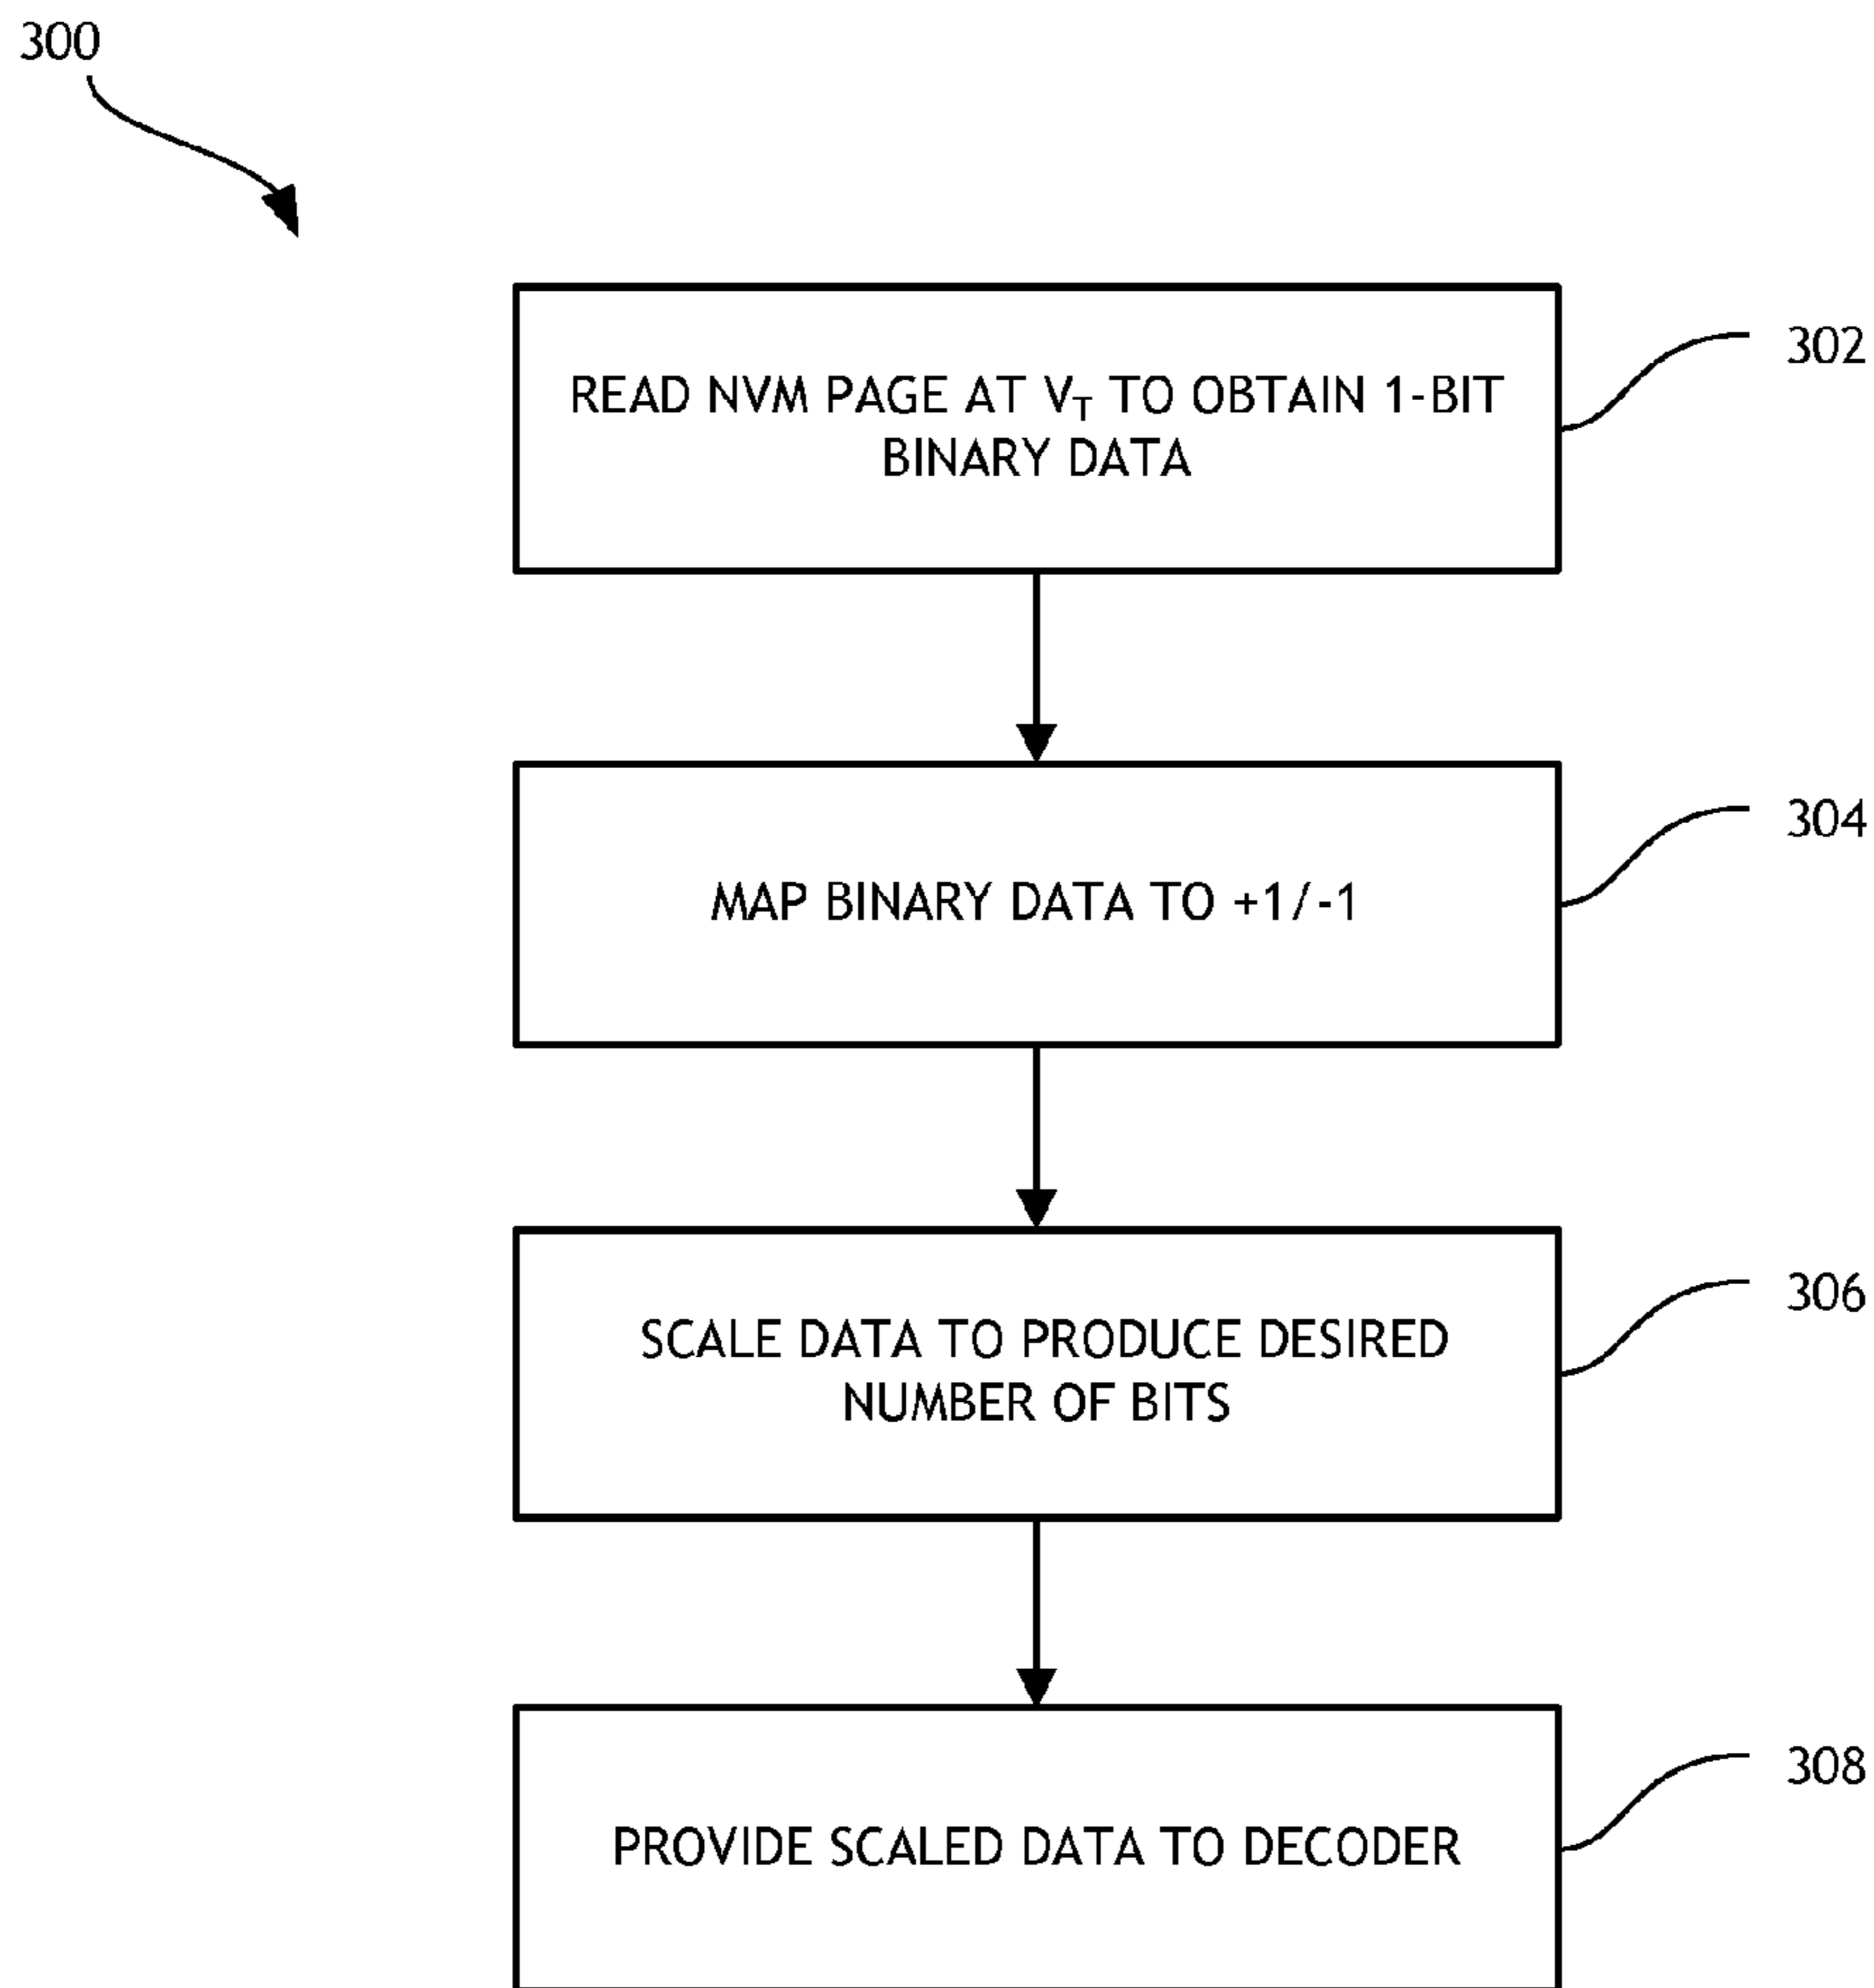 300
READ NVM PAGE AT VT TO OBTAIN 1-BIT
BINARY DATA
302
MAP BINARY DATA TO +1/-1
304
SCALE DATA TO PRODUCE DESIRED
NUMBER OF BITS
306
PROVIDE SCALED DATA TO DECODER
308